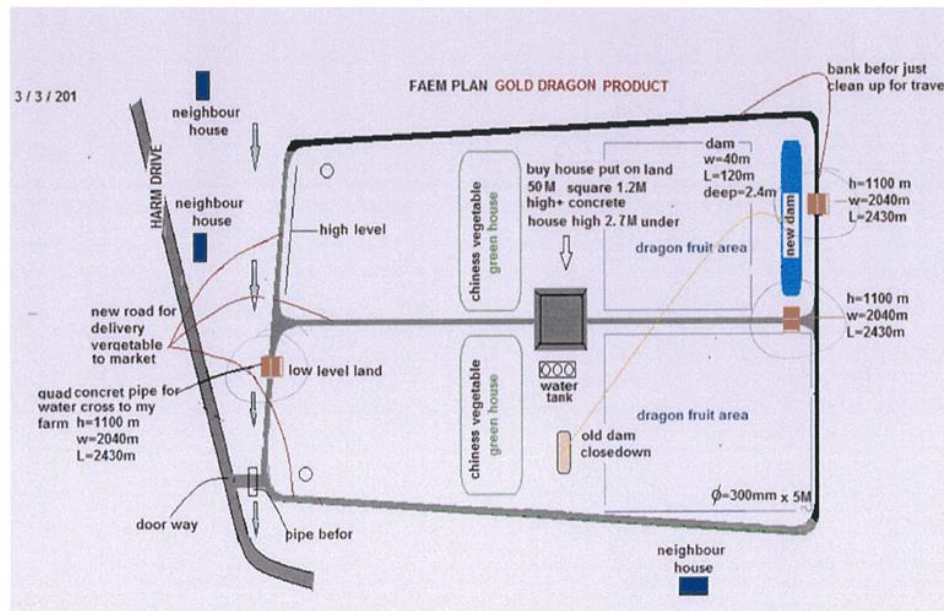 FAEM PLAN GOLD DRAGON PRODUCT
3 / 3 / 201
neighbour
house
HARM DRIVE
neighbour
house
high level
new road for
delivery
vergetable
to market
low level land
quad concret pipe for
water cross to my
farm h=1100 m
w=2040m
L=2430m
door way
pipe befor
chiness vegetable
green house
chiness vegetable
green house
buy house put on land
50 M square 1.2M
high+ concrete
house high 2.7M under
water
tank
old dam
closedown
dam
w=40m
L=120m
deep=2.4m
dragon fruit area
new dam
dragon fruit area
ϕ=300mm x 5M
bank befor just
clean up for trave
h=1100 m
w=2040m
L=2430m
h=1100 m
w=2040m
L=2430m
neighbour
house